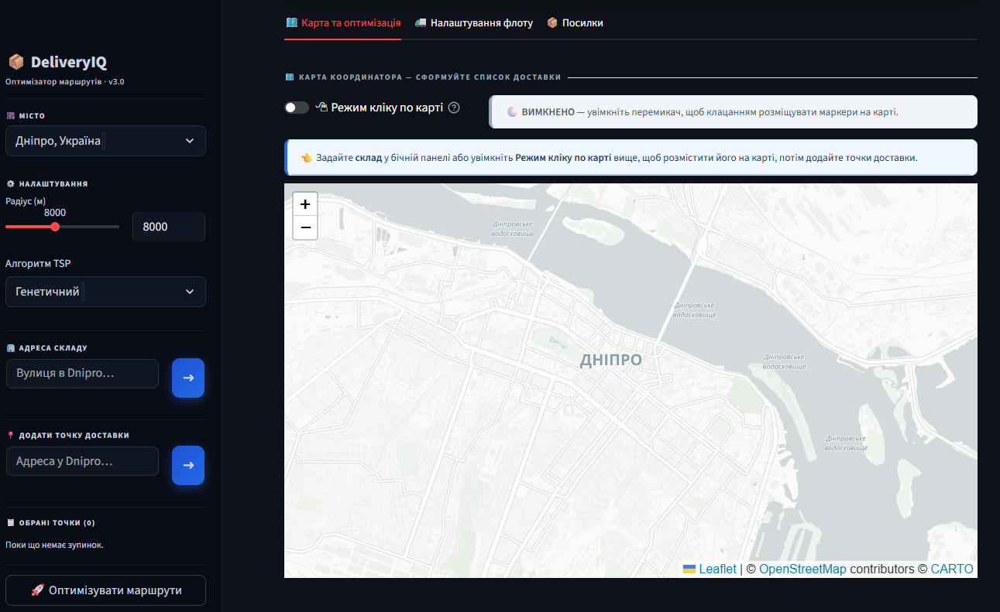 DeliveryIQ
Оптимізатор маршрутів · v3.0
МІСТО
Дніпро, Україна
НАЛАШТУВАННЯ
Радіус (м)
8000
8000
Алгоритм TSP
Генетичний
АДРЕСА СКЛАДУ
Вулиця в Dnipro...
→
ДОДАТИ ТОЧКУ ДОСТАВКИ
Адреса у Dnipro...
→
ОБРАНІ ТОЧКИ (0)
Поки що немає зупинок.
Оптимізувати маршрути
Карта та оптимізація
Налаштування флоту
Посилки
КАРТА КООРДИНАТОРА — СФОРМУЙТЕ СПИСОК ДОСТАВКИ
Режим кліку по карті ?
ВИМКНЕНО — увімкніть перемикач, щоб клацанням розміщувати маркери на карті.
Задайте склад у бічній панелі або увімкніть Режим кліку по карті вище, щоб розмістити його на карті, потім додайте точки доставки.
+
−
Дніпровське
водосховище
Дніпровське
водосховище
ДНІПРО
Дніпровське
водосховище
Дніпровське
водосховище
Leaflet | © OpenStreetMap contributors © CARTO